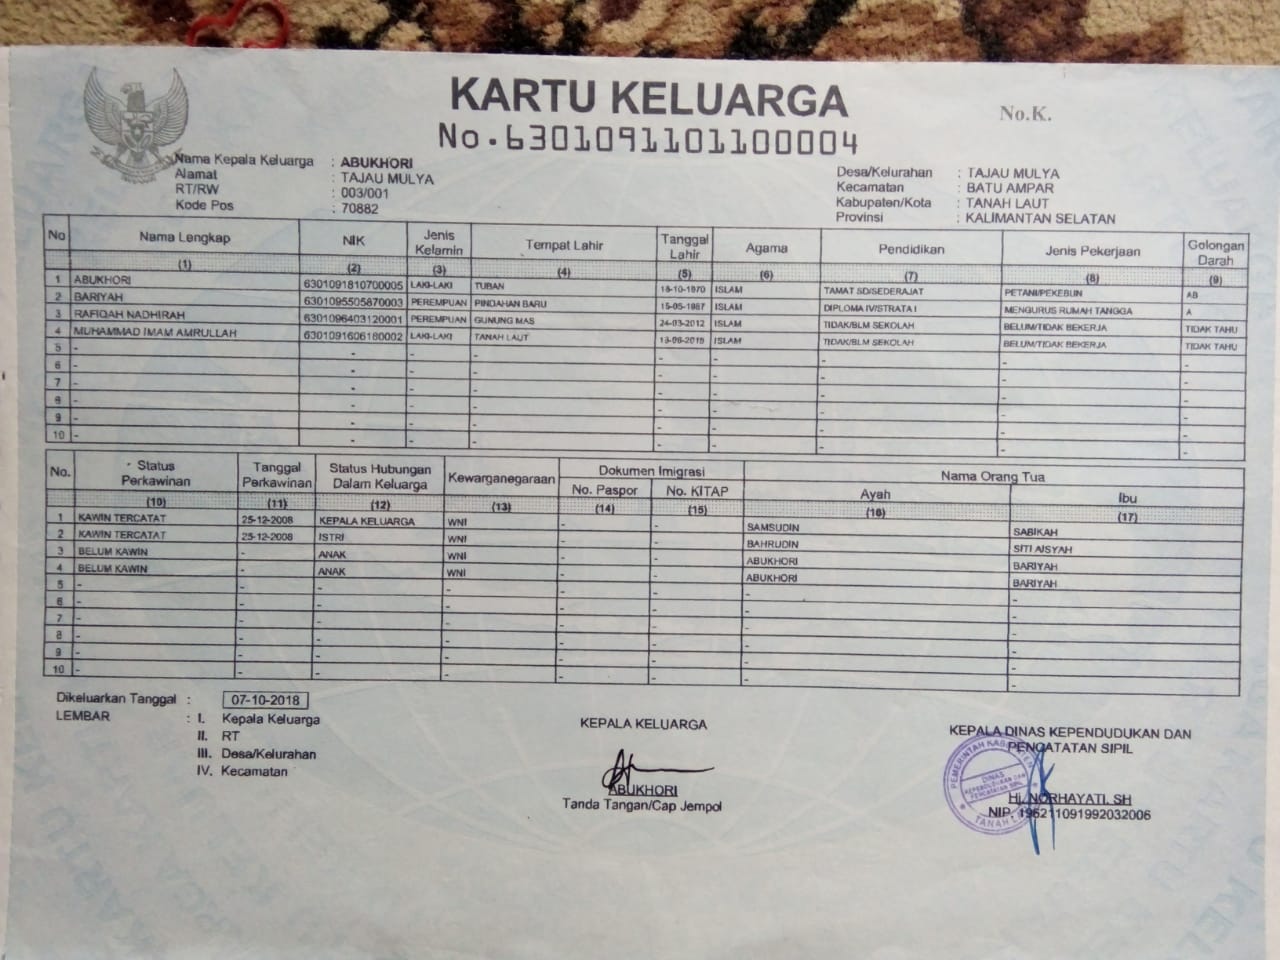 KARTU KELUARGA
No.K.
No.6301091101100004
Nama Kepala Keluarga : ABUKHORI
Alamat : TAJAU MULYA
RT/RW : 003/001
Kode Pos : 70882
Desa/Kelurahan : TAJAU MULYA
Kecamatan : BATU AMPAR
Kabupaten/Kota : TANAH LAUT
Provinsi : KALIMANTAN SELATAN
No Nama Lengkap NIK Jenis Kelamin Tempat Lahir Tanggal Lahir Agama Pendidikan Jenis Pekerjaan Golongan Darah
(1) (2) (3) (4) (5) (6) (7) (8) (9)
1 ABUKHORI 6301091810700005 LAKI-LAKI TUBAN 18-10-1970 ISLAM TAMAT SD/SEDERAJAT PETANI/PEKEBUN AB
2 BARIYAH 6301095505870003 PEREMPUAN PINDAHAN BARU 15-05-1987 ISLAM DIPLOMA IV/STRATA I MENGURUS RUMAH TANGGA A
3 RAFIQAH NADHIRAH 6301096403120001 PEREMPUAN GUNUNG MAS 24-03-2012 ISLAM TIDAK/BLM SEKOLAH BELUM/TIDAK BEKERJA TIDAK TAHU
4 MUHAMMAD IMAM AMRULLAH 6301091606180002 LAKI-LAKI TANAH LAUT ISLAM TIDAK/BLM SEKOLAH BELUM/TIDAK BEKERJA TIDAK TAHU
5 - - - - - - - - -
6 - - - - - - - - -
7 - - - - - - - - -
8 - - - - - - - - -
9 - - - - - - - - -
10 - - - - - - - - -
No. Status Perkawinan Tanggal Perkawinan Status Hubungan Dalam Keluarga Kewarganegaraan Dokumen Imigrasi Nama Orang Tua
No. Paspor No. KITAP Ayah Ibu
(10) (11) (12) (13) (14) (15) (16) (17)
1 KAWIN TERCATAT 25-12-2008 KEPALA KELUARGA WNI - - SAMSUDIN SABIKAH
2 KAWIN TERCATAT 25-12-2008 ISTRI WNI - - BAHRUDIN SITI AISYAH
3 BELUM KAWIN - ANAK WNI - - ABUKHORI BARIYAH
4 BELUM KAWIN - ANAK WNI - - ABUKHORI BARIYAH
5 - - - - - - - -
6 - - - - - - - -
7 - - - - - - - -
8 - - - - - - - -
9 - - - - - - - -
10 - - - - - - - -
Dikeluarkan Tanggal : 07-10-2018
LEMBAR : I. Kepala Keluarga
II. RT
III. Desa/Kelurahan
IV. Kecamatan
KEPALA KELUARGA
ABUKHORI
Tanda Tangan/Cap Jempol
KEPALA DINAS KEPENDUDUKAN DAN
PENCATATAN SIPIL
PEMERINTAH KABUPATEN
DINAS
KEPENDUDUKAN DAN
PENCATATAN SIPIL
TANAH LAUT
Hj. NORHAYATI, SH
NIP. 196211091992032006